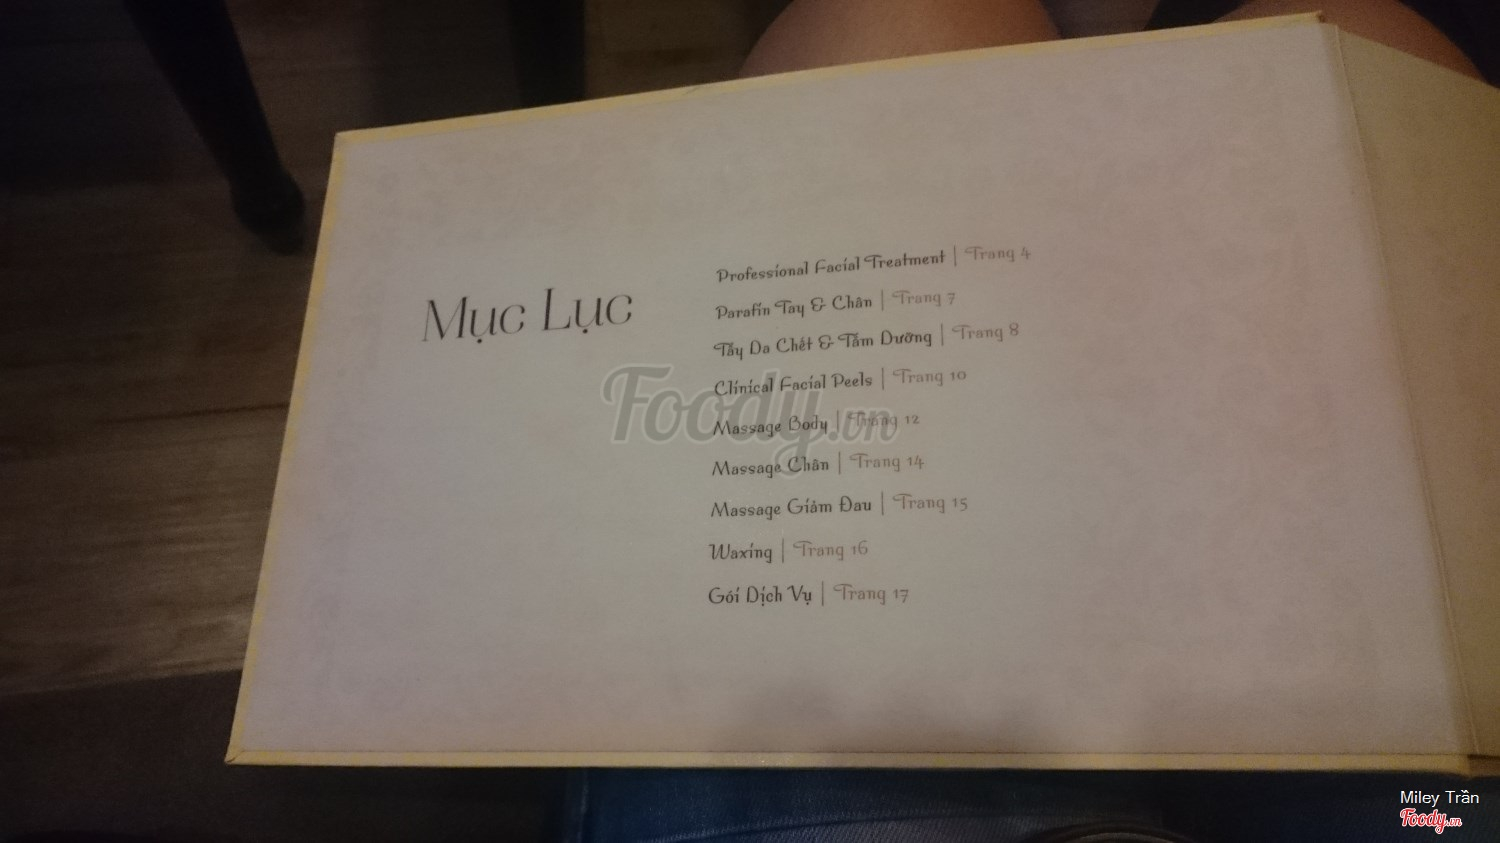 Mục Lục
Professional Facial Treatment | Trang 4
Parafin Tay & Chân | Trang 7
Tẩy Da Chết & Tắm Dưỡng | Trang 8
Clinical Facial Peels | Trang 10
Massage Body | Trang 12
Massage Chân | Trang 14
Massage Giảm Đau | Trang 15
Waxing | Trang 16
Gói Dịch Vụ | Trang 17
Foody.vn
Miley Trần
Foody.vn